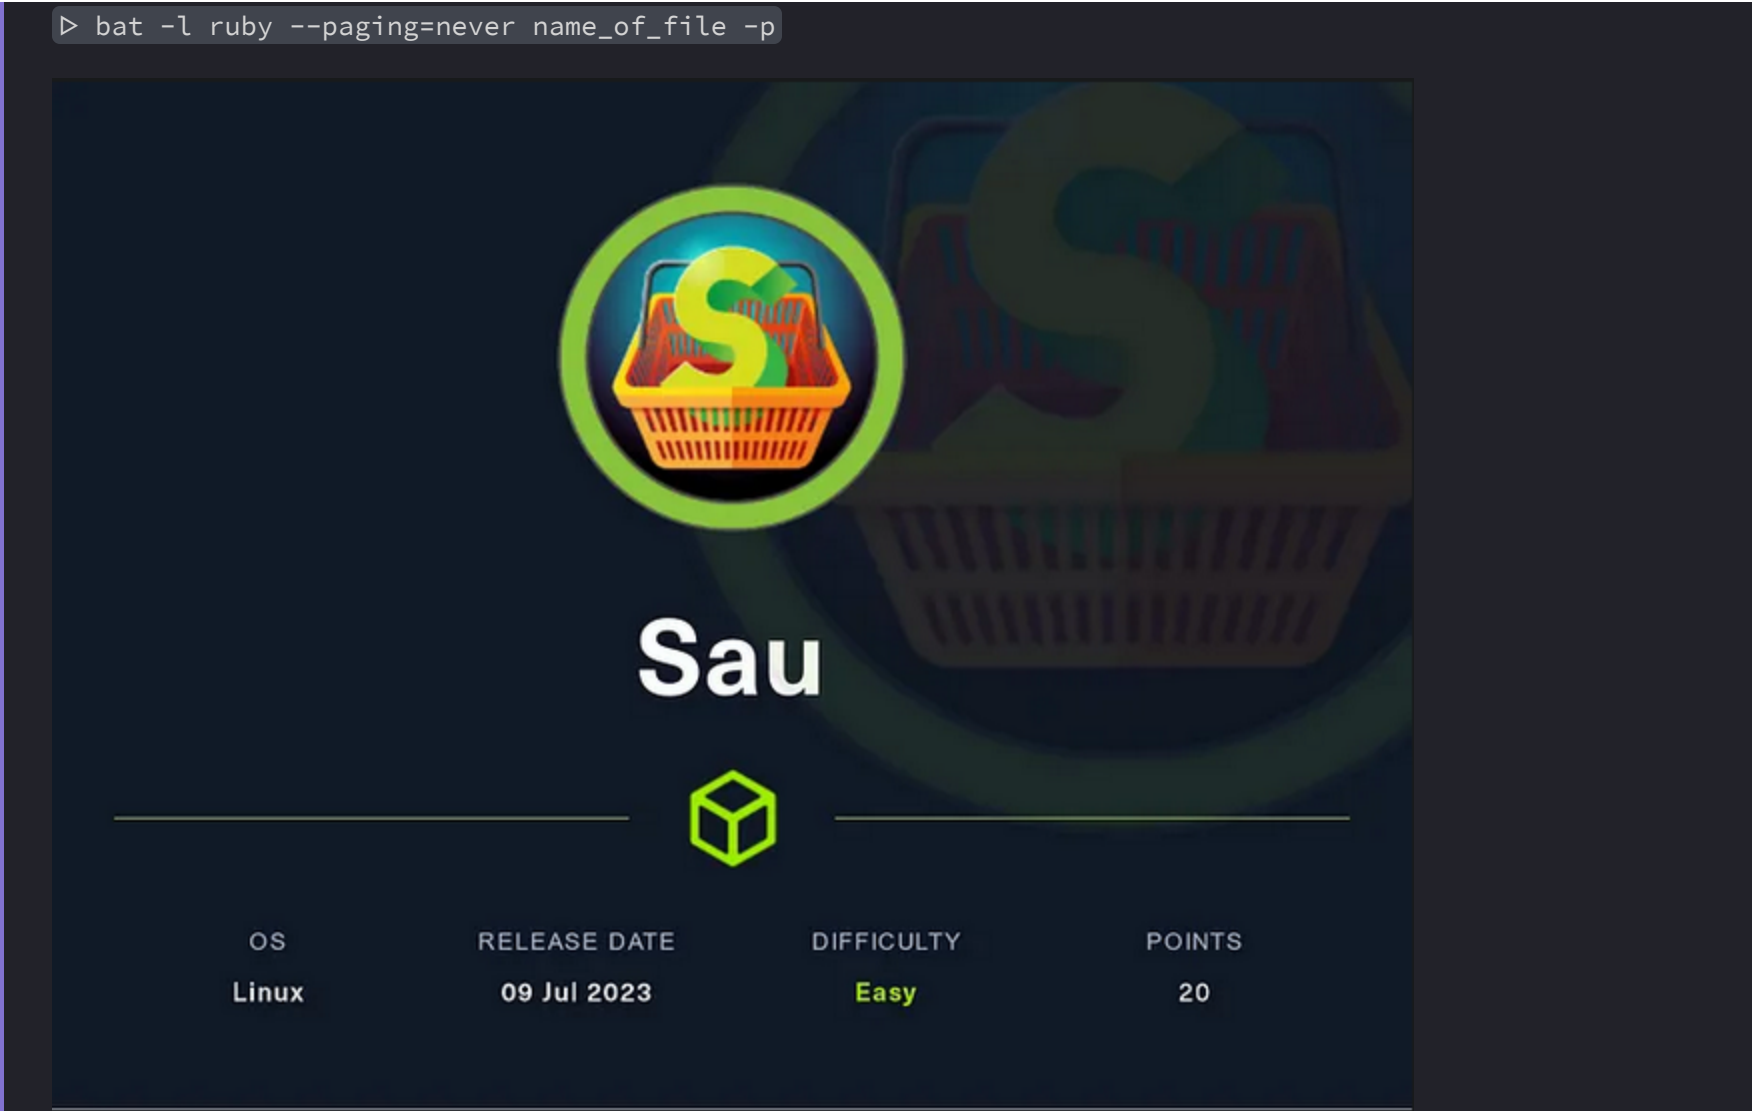 ▷ bat -l ruby --paging=never name_of_file -p
Sau
OS RELEASE DATE DIFFICULTY POINTS
Linux 09 Jul 2023 Easy 20